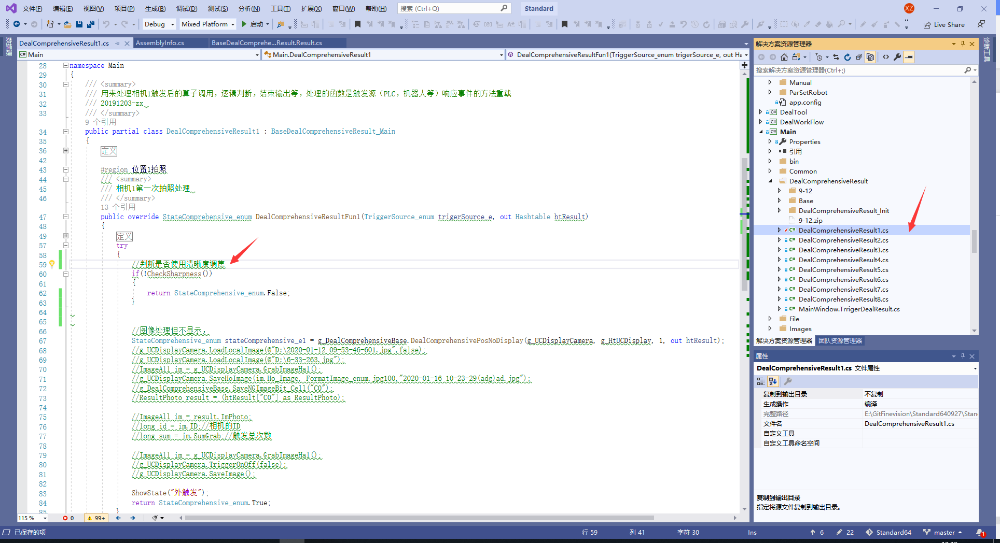 文件(F) 编辑(E) 视图(V) 项目(P) 生成(B) 调试(D) 测试(S) 分析(N) 工具(T) 扩展(X) 窗口(W) 帮助(H) 搜索 (Ctrl+Q) Standard XZ
Debug Mixed Platform 启动 Live Share
数据源
DealComprehensiveResult1.cs AssemblyInfo.cs BaseDealComprehe...Result.Result.cs
Main Main.DealComprehensiveResult1 DealComprehensiveResultFun1(TriggerSource_enum trigerSource_e, out Ha
28 namespace Main
29 {
30 /// <summary>
31 /// 用来处理相机1触发后的算子调用，逻辑判断，结束输出等，处理的函数是触发源（PLC，机器人等）响应事件的方法重载
32 /// 20191203-zx
33 /// </summary>
9 个引用
34 public partial class DealComprehensiveResult1 : BaseDealComprehensiveResult_Main
35 {
36 定义
42
43 #region 位置1拍照
44 /// <summary>
45 /// 相机1第一次拍照处理
46 /// </summary>
13 个引用
47 public override StateComprehensive_enum DealComprehensiveResultFun1(TriggerSource_enum trigerSource_e, out Hashtable htResult)
48 {
49 定义
57 try
58 {
59 //判断是否使用清晰度调焦
60 if(!CheckSharpness())
61 {
62 return StateComprehensive_enum.False;
63 }
64
65
66 //图像处理但不显示，
67 StateComprehensive_enum stateComprehensive_e1 = g_DealComprehensiveBase.DealComprehensivePosNoDisplay(g_UCDisplayCamera, g_HtUCDisplay, 1, out htResult);
68 //g_UCDisplayCamera.LoadLocalImage(@"D:\2020-01-12 09-53-46-601.jpg",false);
69 //g_UCDisplayCamera.LoadLocalImage(@"D:\6-33-263.jpg");
70 //ImageAll im = g_UCDisplayCamera.GrabImageHal();
71 //g_UCDisplayCamera.SaveHoImage(im.Ho_Image, FormatImage_enum.jpg100,"2020-01-16 10-23-29(adg)ad.jpg");
72 //g_DealComprehensiveBase.SaveNGImageBit_Cell("C0");
73 //ResultPhoto result = (htResult["C0"] as ResultPhoto);
74
75 //ImageAll im = result.ImPhoto;
76 //long id = im.ID;//相机的ID
77 //long sum = im.SumGrab;//触发总次数
78
79 //ImageAll im = g_UCDisplayCamera.GrabImageHal();
80 //g_UCDisplayCamera.TriggerOnOff(false);
81 //g_UCDisplayCamera.SaveImage();
82
83 ShowState("外触发");
84 return StateComprehensive_enum.True;
85 }
115 % 0 99+
已保存的项 行 59 列 41 字符 30 Ins 6 22 Standard64 master 1
解决方案资源管理器
搜索解决方案资源管理器(Ctrl+;)
Manual
ParSetRobot
app.config
DealTool
DealWorkFlow
Main
Properties
引用
bin
Common
DealComprehensiveResult
9-12
Base
DealComprehensiveResult_Init
9-12.zip
DealComprehensiveResult1.cs
DealComprehensiveResult2.cs
DealComprehensiveResult3.cs
DealComprehensiveResult4.cs
DealComprehensiveResult5.cs
DealComprehensiveResult6.cs
DealComprehensiveResult7.cs
DealComprehensiveResult8.cs
MainWindow.TrrigerDealResult.cs
File
Images
解决方案资源管理器 团队资源管理器
属性
DealComprehensiveResult1.cs 文件属性
复制到输出目录 不复制
生成操作 编译
完整路径 E:\GitFinevision\Standard640927\Stan
文件名 DealComprehensiveResult1.cs
自定义工具
自定义工具命名空间
复制到输出目录
指定将源文件复制到输出目录。
诊断工具